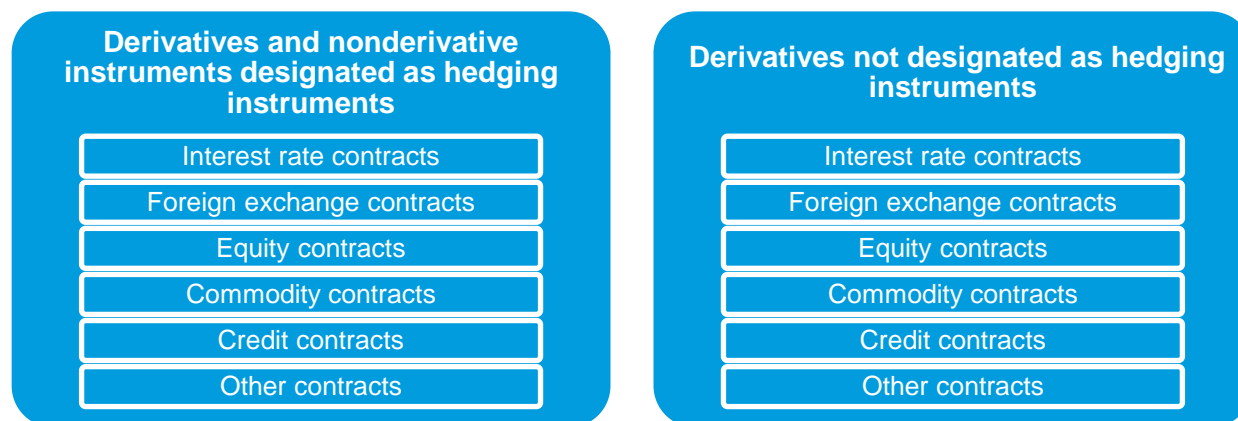 Derivatives and nonderivative
instruments designated as hedging
instruments
Interest rate contracts
Foreign exchange contracts
Equity contracts
Commodity contracts
Credit contracts
Other contracts
Derivatives not designated as hedging
instruments
Interest rate contracts
Foreign exchange contracts
Equity contracts
Commodity contracts
Credit contracts
Other contracts